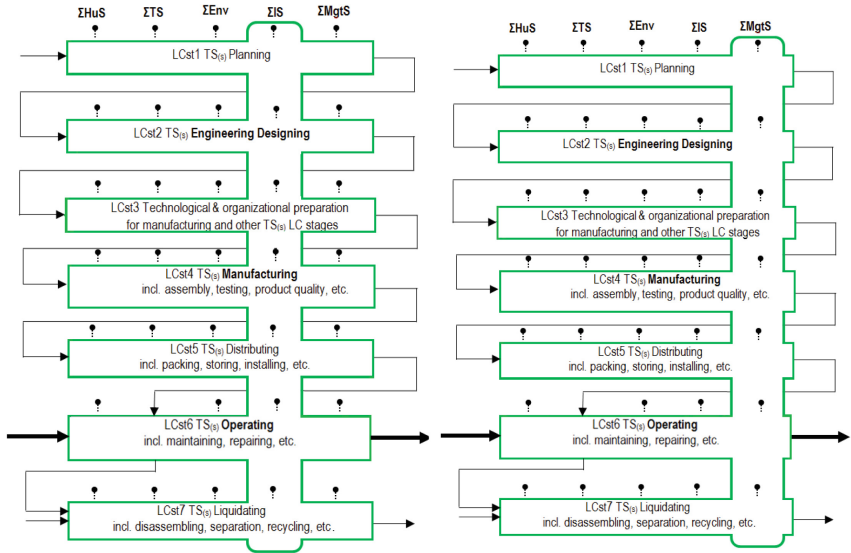 ΣHuS ΣTS ΣEnv ΣIS ΣMgtS
LCst1 TS(s) Planning
LCst2 TS(s) Engineering Designing
LCst3 Technological & organizational preparation
for manufacturing and other TS(s) LC stages
LCst4 TS(s) Manufacturing
incl. assembly, testing, product quality, etc.
LCst5 TS(s) Distributing
incl. packing, storing, installing, etc.
LCst6 TS(s) Operating
incl. maintaining, repairing, etc.
LCst7 TS(s) Liquidating
incl. disassembling, separation, recycling, etc.
ΣHuS ΣTS ΣEnv ΣIS ΣMgtS
LCst1 TS(s) Planning
LCst2 TS(s) Engineering Designing
LCst3 Technological & organizational preparation
for manufacturing and other TS(s) LC stages
LCst4 TS(s) Manufacturing
incl. assembly, testing, product quality, etc.
LCst5 TS(s) Distributing
incl. packing, storing, installing, etc.
LCst6 TS(s) Operating
incl. maintaining, repairing, etc.
LCst7 TS(s) Liquidating
incl. disassembling, separation, recycling, etc.